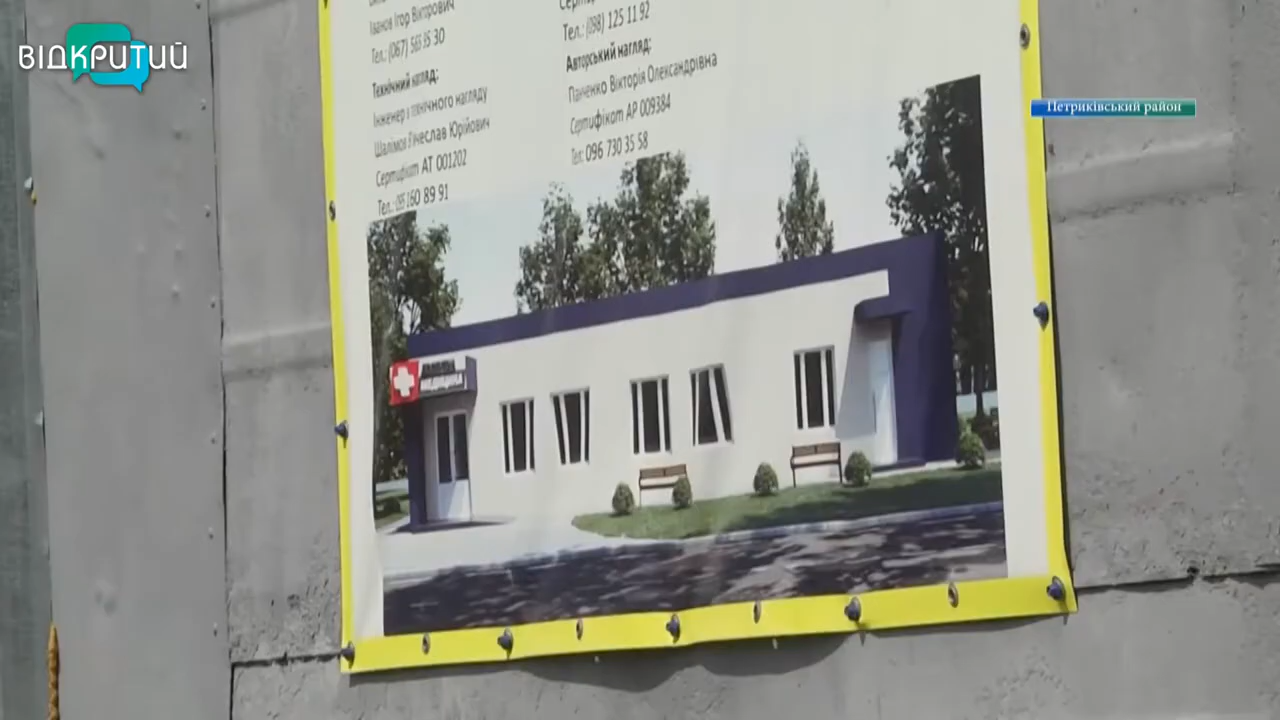 ВІДКРИТИЙ
Петриківський район
Іванов Ігор Вікторович
Тел.: (067) 565 35 30
Технічний нагляд:
Інженер з технічного нагляду
Шалімов Вячеслав Юрійович
Сертифікат АТ 001202
Тел.: 160 89 91
Тел.: (098) 125 11 92
Авторський нагляд:
Панченко Вікторія Олександрівна
Сертифікат АР 009384
Тел: 096 730 35 58
МЕДИЦИНА